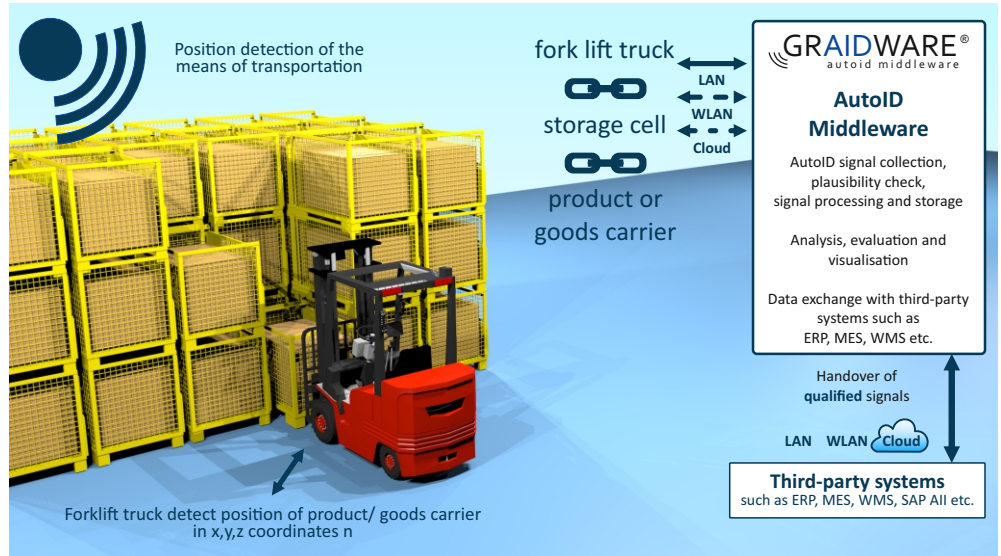 Position detection of the
means of transportation
fork lift truck
LAN
WLAN
storage cell
Cloud
product or
goods carrier
GRAIDWARE®
autoid middleware
AutoID
Middleware
AutoID signal collection,
plausibility check,
signal processing and storage
Analysis, evaluation and
visualisation
Data exchange with third-party
systems such as
ERP, MES, WMS etc.
Handover of
qualified signals
LAN WLAN Cloud
Third-party systems
such as ERP, MES, WMS, SAP AII etc.
Forklift truck detect position of product/ goods carrier
in x,y,z coordinates n